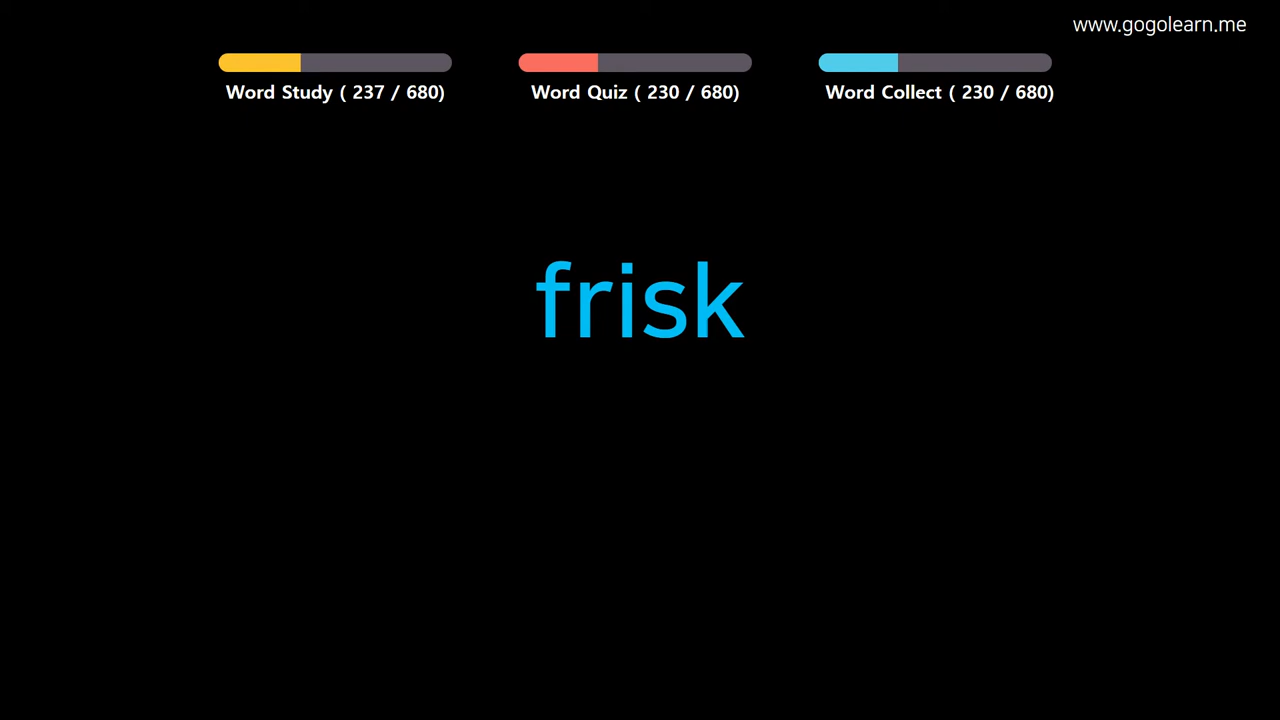 www.gogolearn.me
Word Study ( 237 / 680)
Word Quiz ( 230 / 680)
Word Collect ( 230 / 680)
frisk